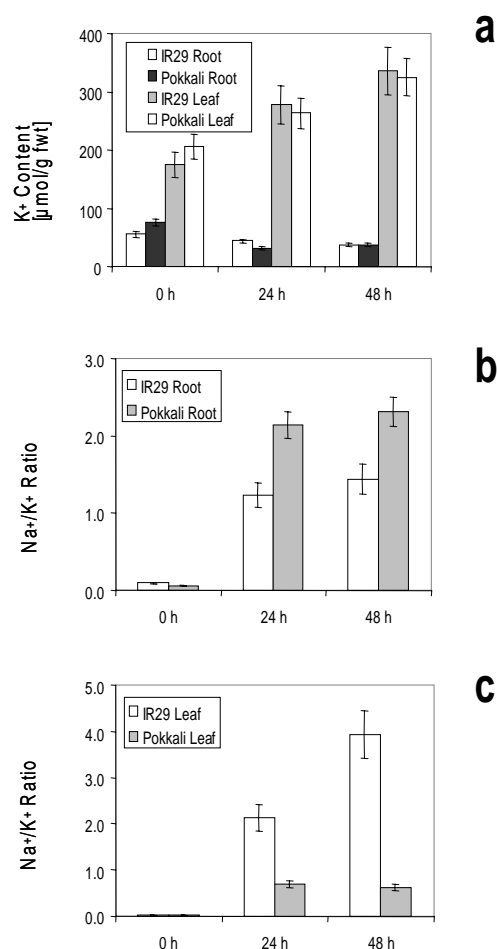 a
K+ Content
[µmol/g fwt]
400
300
200
100
0
IR29 Root
Pokkali Root
IR29 Leaf
Pokkali Leaf
0 h
24 h
48 h
b
Na+/K+ Ratio
3.0
2.0
1.0
0.0
IR29 Root
Pokkali Root
0 h
24 h
48 h
c
Na+/K+ Ratio
5.0
4.0
3.0
2.0
1.0
0.0
IR29 Leaf
Pokkali Leaf
0 h
24 h
48 h